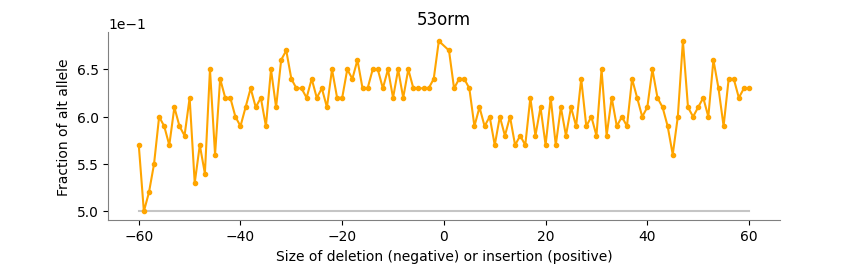 53orm
1e−1
6.5
6.0
5.5
5.0
Fraction of alt allele
−60 −40 −20 0 20 40 60
Size of deletion (negative) or insertion (positive)